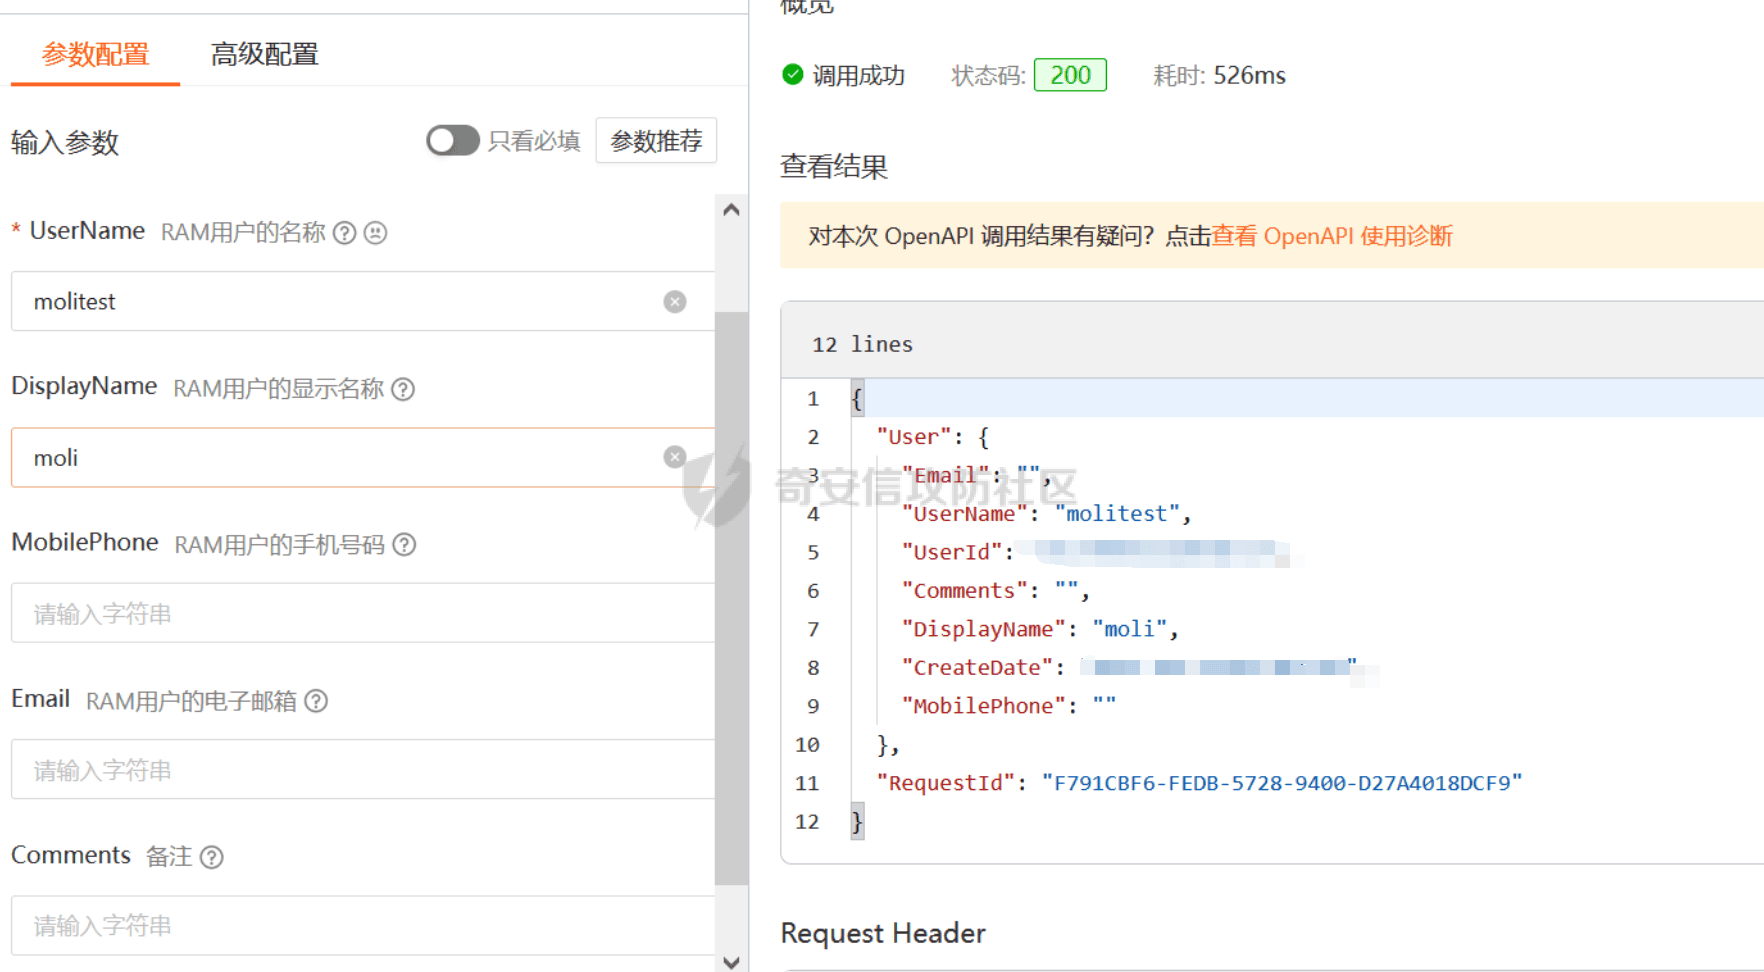 参数配置
高级配置
输入参数
只看必填
参数推荐
* UserName RAM用户的名称
molitest
DisplayName RAM用户的显示名称
moli
MobilePhone RAM用户的手机号码
请输入字符串
Email RAM用户的电子邮箱
请输入字符串
Comments 备注
请输入字符串
概览
调用成功 状态码: 200 耗时: 526ms
查看结果
对本次 OpenAPI 调用结果有疑问？点击查看 OpenAPI 使用诊断
12 lines
1 {
2 "User": {
3 "Email": "",
4 "UserName": "molitest",
5 "UserId":
6 "Comments": "",
7 "DisplayName": "moli",
8 "CreateDate": "
9 "MobilePhone": ""
10 },
11 "RequestId": "F791CBF6-FEDB-5728-9400-D27A4018DCF9"
12 }
奇安信攻防社区
Request Header